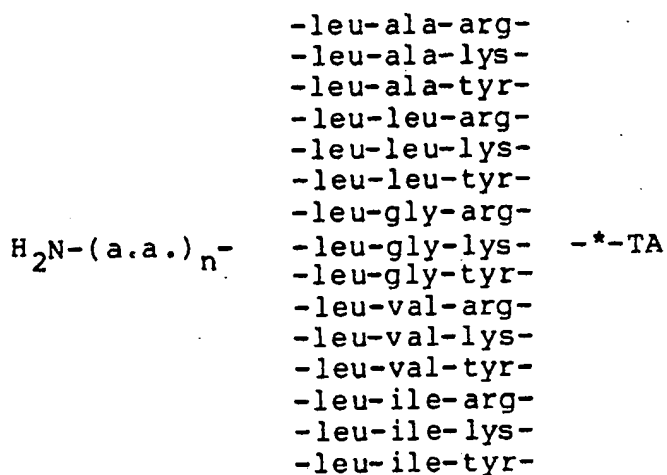 -leu-ala-arg-
-leu-ala-lys-
-leu-ala-tyr-
-leu-leu-arg-
-leu-leu-lys-
-leu-leu-tyr-
-leu-gly-arg-
H2N-(a.a.)n- -leu-gly-lys- -*-TA
-leu-gly-tyr-
-leu-val-arg-
-leu-val-lys-
-leu-val-tyr-
-leu-ile-arg-
-leu-ile-lys-
-leu-ile-tyr-